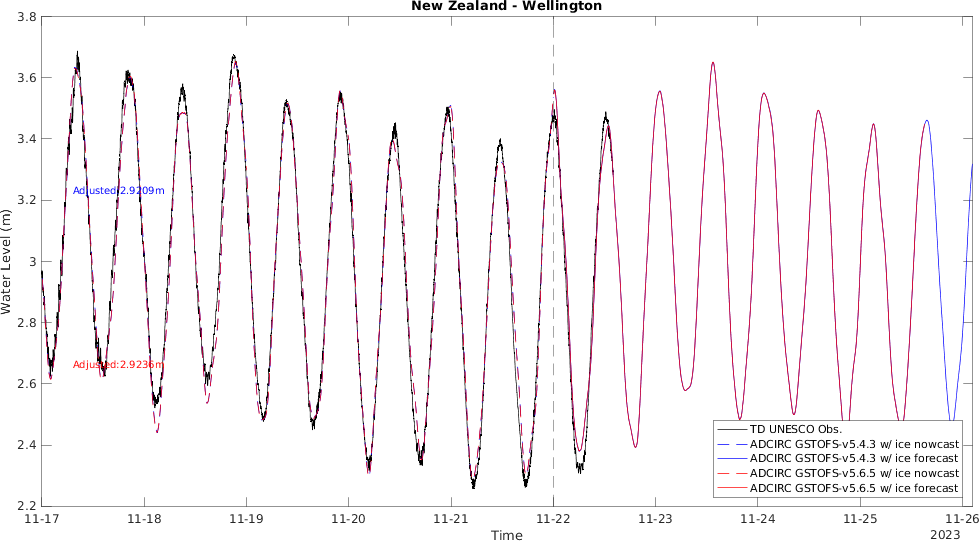 New Zealand - Wellington
3.8
3.6
3.4
3.2
3
2.8
2.6
2.4
2.2
Water Level (m)
Adjusted:2.9209m
Adjusted:2.9236m
TD UNESCO Obs.
ADCIRC GSTOFS-v5.4.3 w/ ice nowcast
ADCIRC GSTOFS-v5.4.3 w/ ice forecast
ADCIRC GSTOFS-v5.6.5 w/ ice nowcast
ADCIRC GSTOFS-v5.6.5 w/ ice forecast
11-17 11-18 11-19 11-20 11-21 11-22 11-23 11-24 11-25 11-26
Time
2023